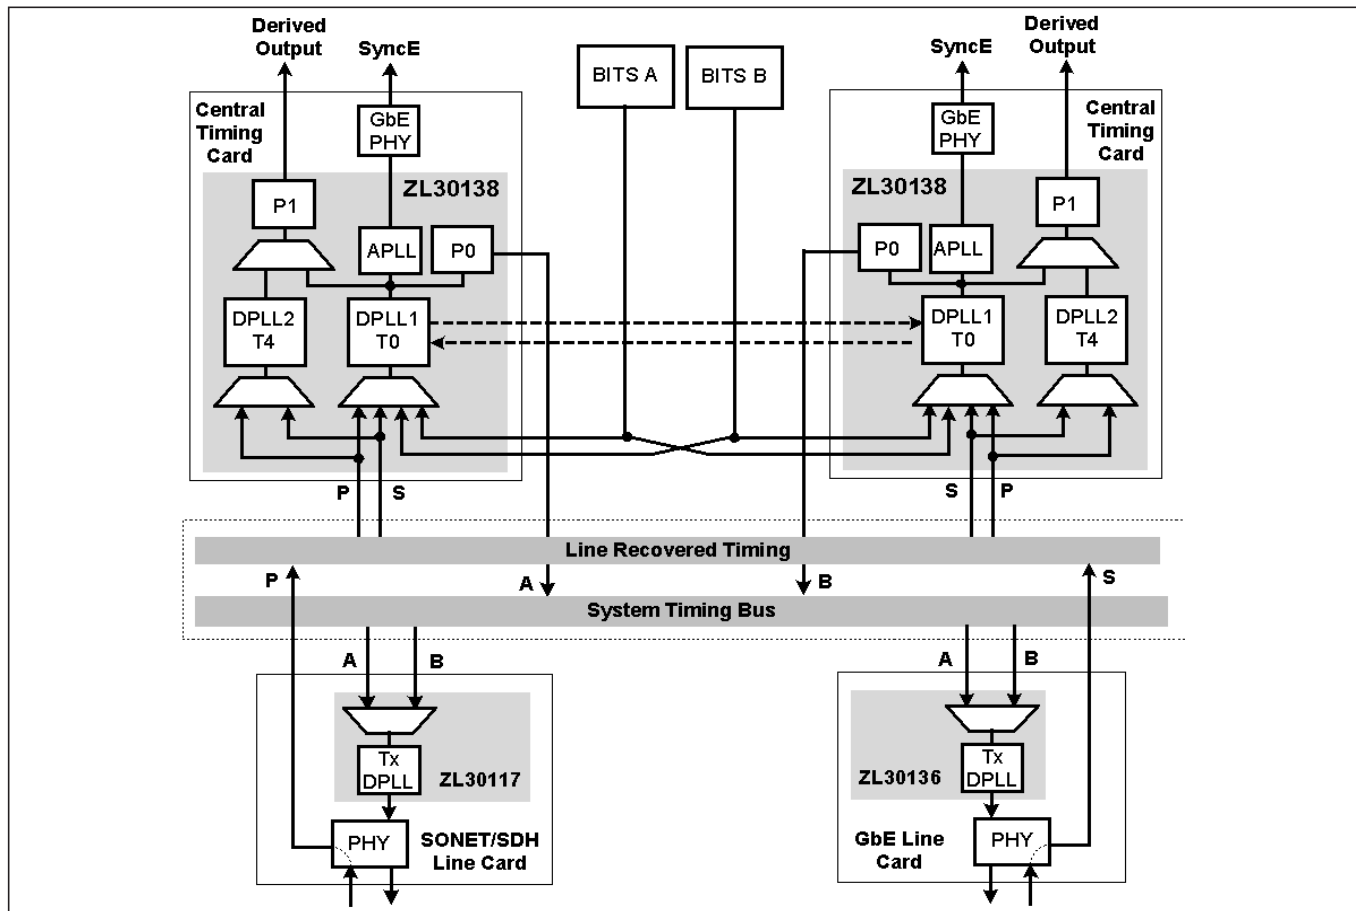 Derived
Output
SyncE
BITS A
BITS B
SyncE
Derived
Output
Central
Timing
Card
GbE
PHY
GbE
PHY
Central
Timing
Card
ZL30138
ZL30138
P1
P1
APLL
P0
P0
APLL
DPLL2
T4
DPLL1
T0
DPLL1
T0
DPLL2
T4
P
S
S
P
Line Recovered Timing
P
A
B
S
System Timing Bus
A
B
A
B
Tx
DPLL
ZL30117
Tx
DPLL
ZL30136
PHY
SONET/SDH
Line Card
GbE Line
Card
PHY